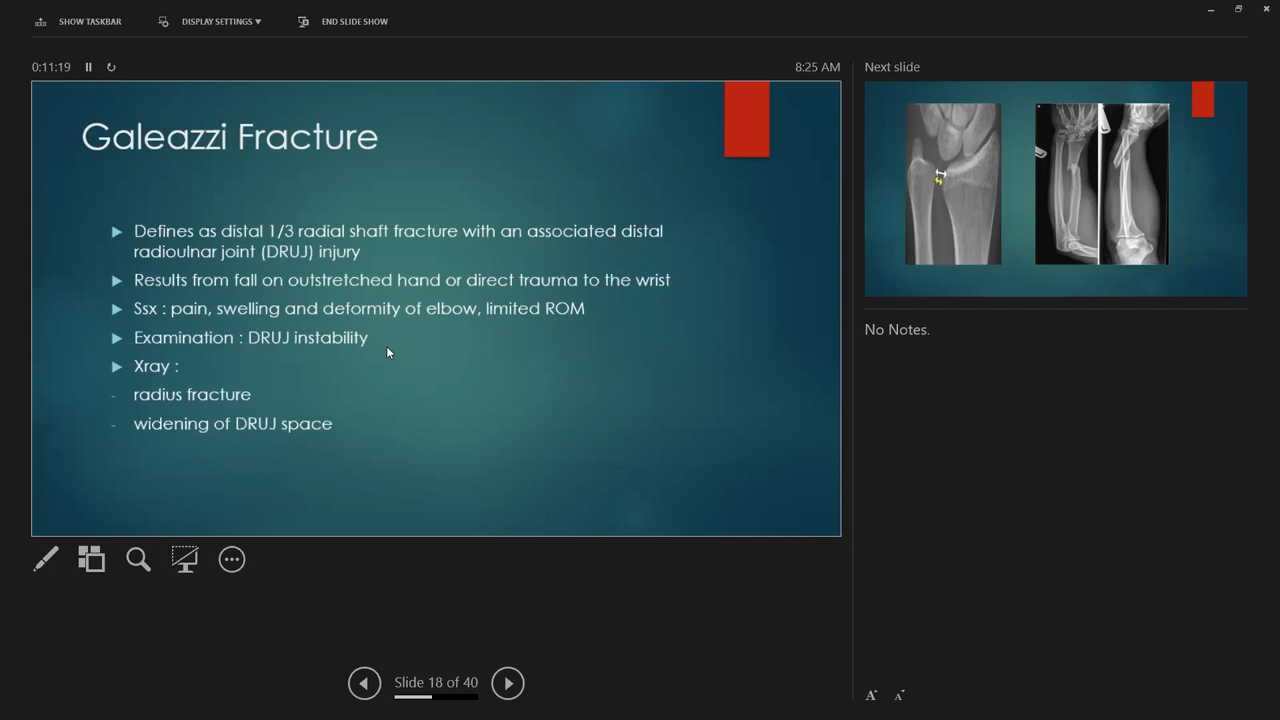 SHOW TASKBAR
DISPLAY SETTINGS ▼
END SLIDE SHOW
0:11:19
8:25 AM
Galeazzi Fracture
Defines as distal 1/3 radial shaft fracture with an associated distal
radioulnar joint (DRUJ) injury
Results from fall on outstretched hand or direct trauma to the wrist
Ssx : pain, swelling and deformity of elbow, limited ROM
Examination : DRUJ instability
Xray :
- radius fracture
- widening of DRUJ space
Slide 18 of 40
Next slide
No Notes.
A A